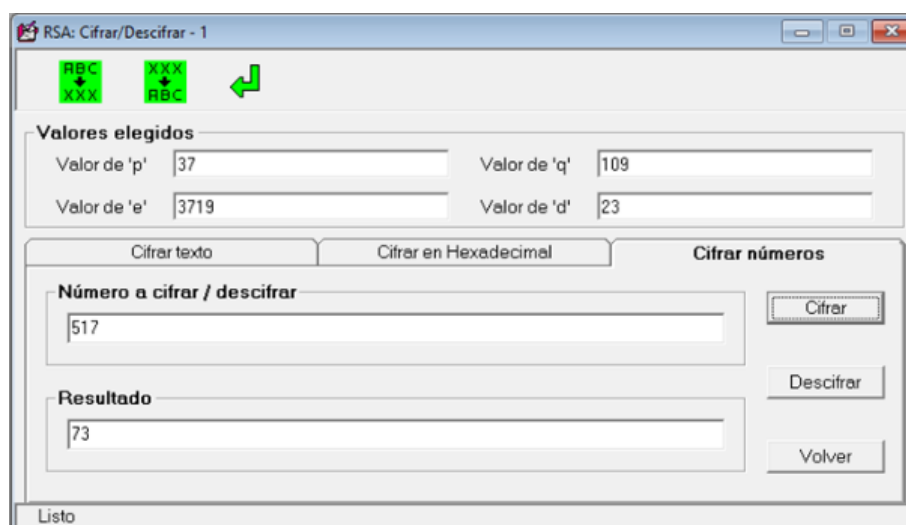 RSA: Cifrar/Descifrar - 1
ABC XXX
XXX ABC
Valores elegidos
Valor de 'p' 37 Valor de 'q' 109
Valor de 'e' 3719 Valor de 'd' 23
Cifrar texto Cifrar en Hexadecimal Cifrar números
Número a cifrar / descifrar
517
Cifrar
Descifrar
Resultado
73
Volver
Listo